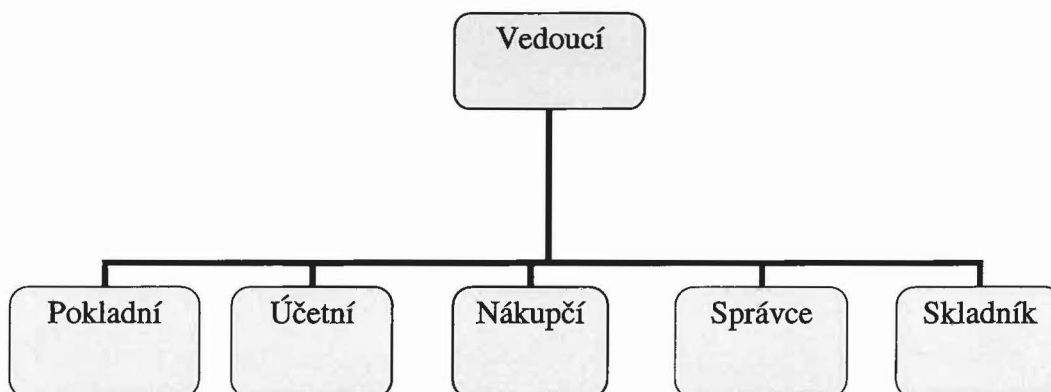 Vedoucí
Pokladní
Účetní
Nákupčí
Správce
Skladník